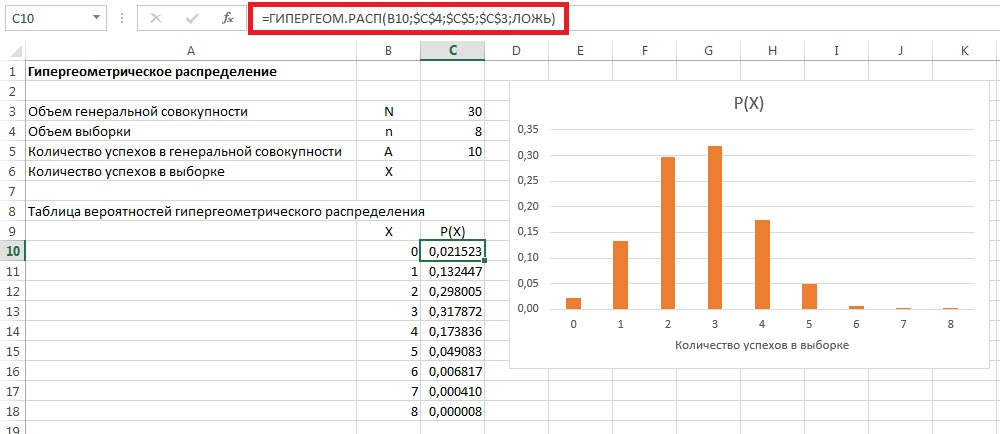 C10 fx =ГИПЕРГЕОМ.РАСП(B10;$C$4;$C$5;$C$3;ЛОЖЬ)
A B C D E F G H I J K
1 Гипергеометрическое распределение
2
3 Объем генеральной совокупности N 30
4 Объем выборки n 8
5 Количество успехов в генеральной совокупности A 10
6 Количество успехов в выборке X
7
8 Таблица вероятностей гипергеометрического распределения
9 X P(X)
10 0 0,021523
11 1 0,132447
12 2 0,298005
13 3 0,317872
14 4 0,173836
15 5 0,049083
16 6 0,006817
17 7 0,000410
18 8 0,000008
P(X)
0,35
0,30
0,25
0,20
0,15
0,10
0,05
0,00
0 1 2 3 4 5 6 7 8
Количество успехов в выборке